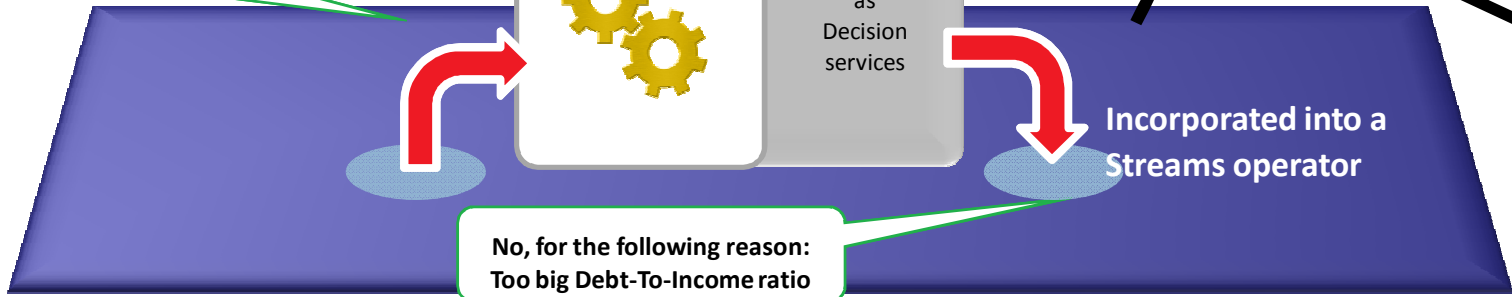 as
Decision
services
Incorporated into a
Streams operator
No, for the following reason:
Too big Debt-To-Income ratio